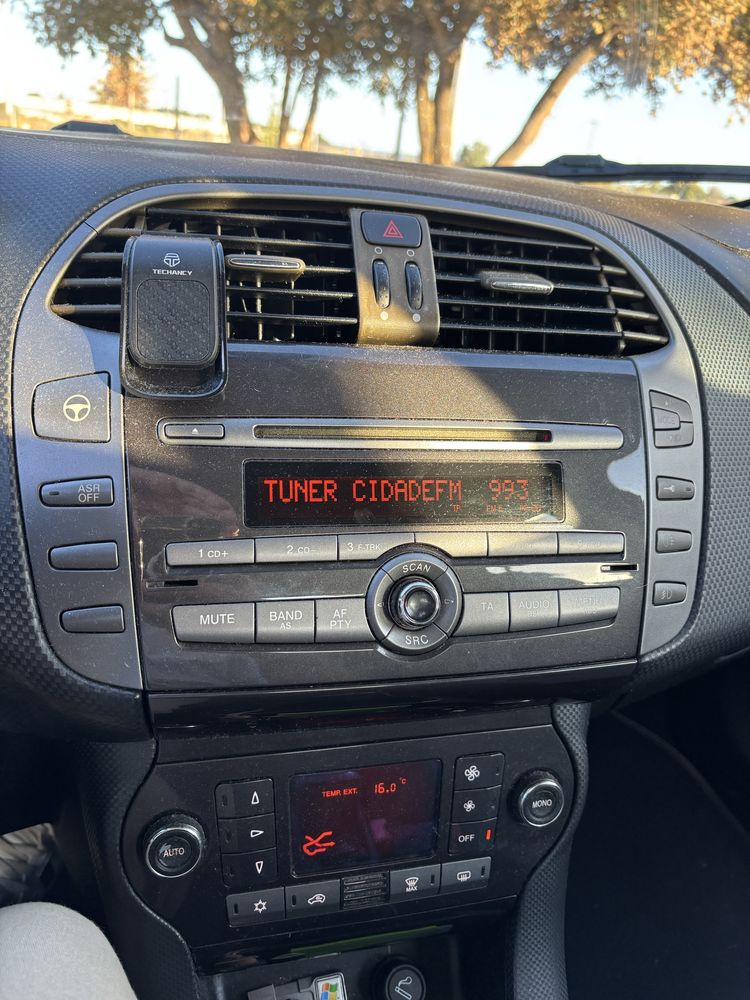 TECHANCY
ASR
OFF
TUNER CIDADEFM 993
TP
1 CD+
2 CD-
3 F.TRK
SCAN
MUTE
BAND
AS
AF
PTY
SRC
TA
AUDIO
TEMP. EXT. 16.0 °C
AUTO
MONO
OFF
MAX